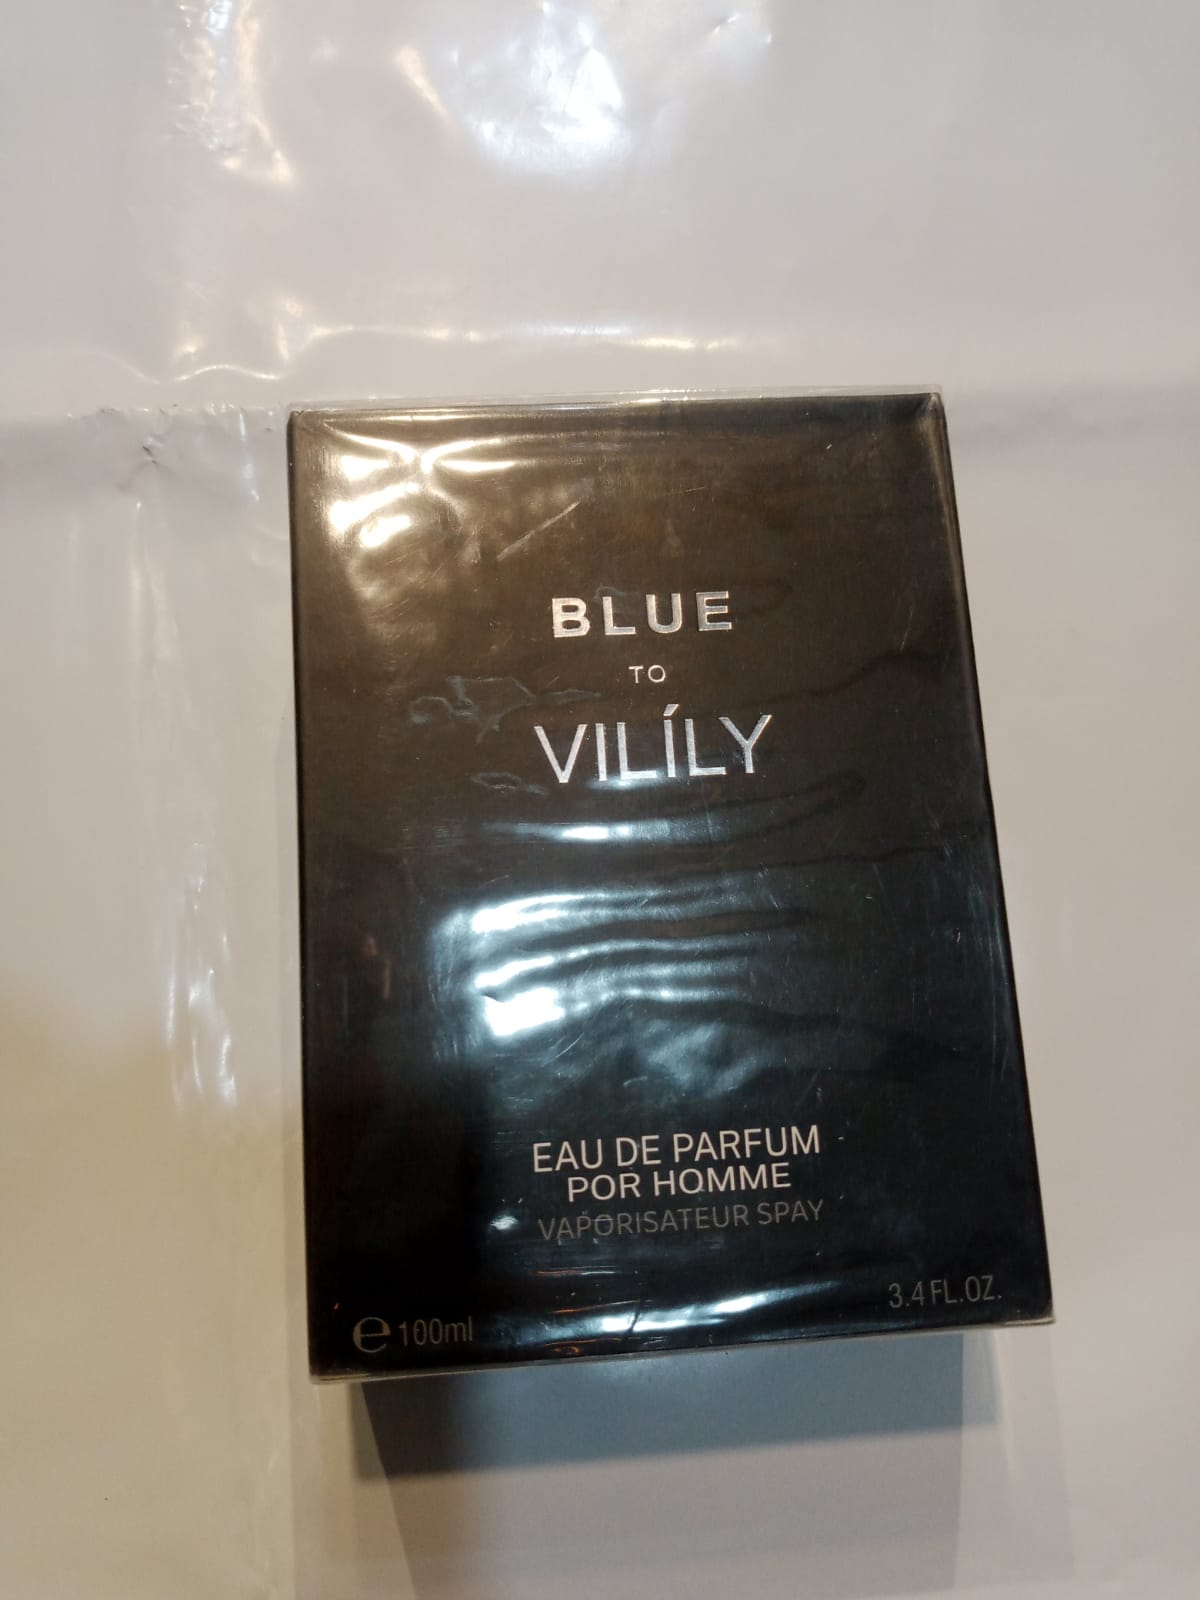 BLUE
TO
VILÍLY
EAU DE PARFUM
POR HOMME
VAPORISATEUR SPAY
3.4 FL.OZ.
e 100ml